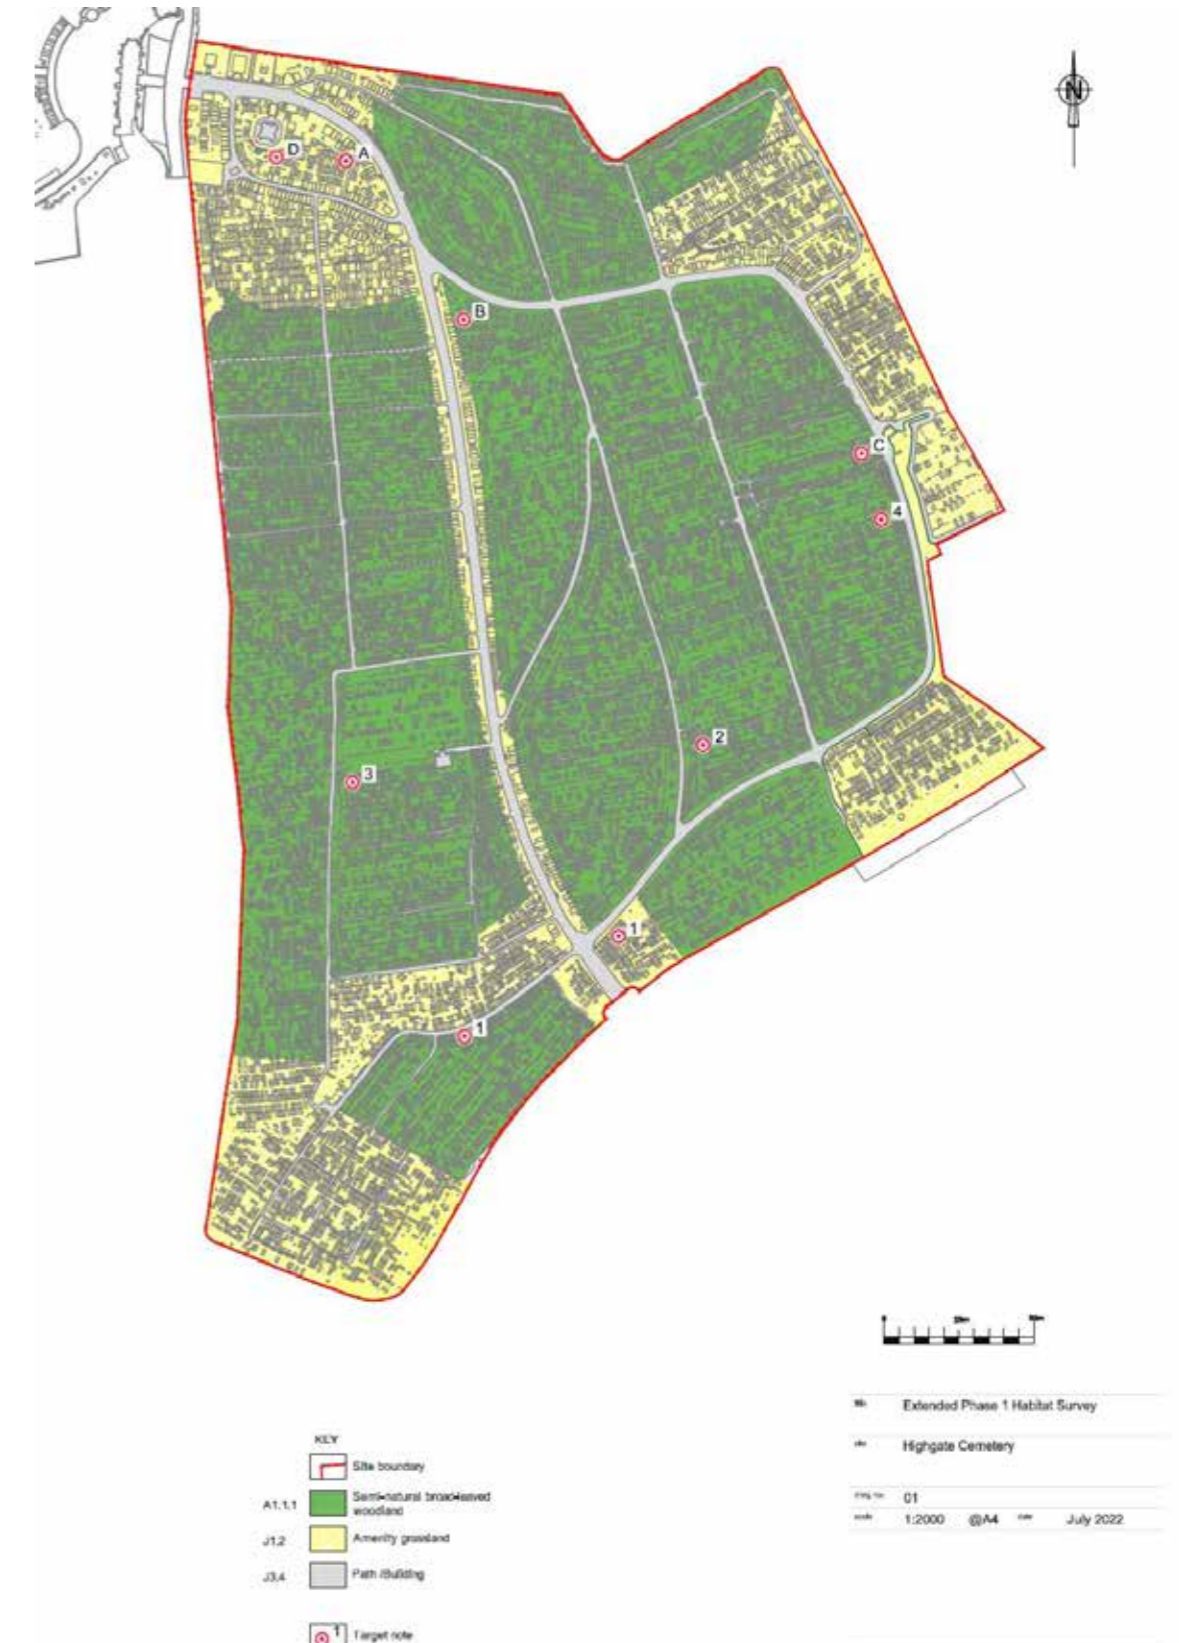 N
D
A
B
C
4
2
3
1
1
0
KEY
Site boundary
A1.1.1 Semi-natural broad-leaved
woodland
J1.2 Amenity grassland
J3.4 Path /Building
1 Target note
Extended Phase 1 Habitat Survey
Highgate Cemetery
01
1:2000 @A4 July 2022